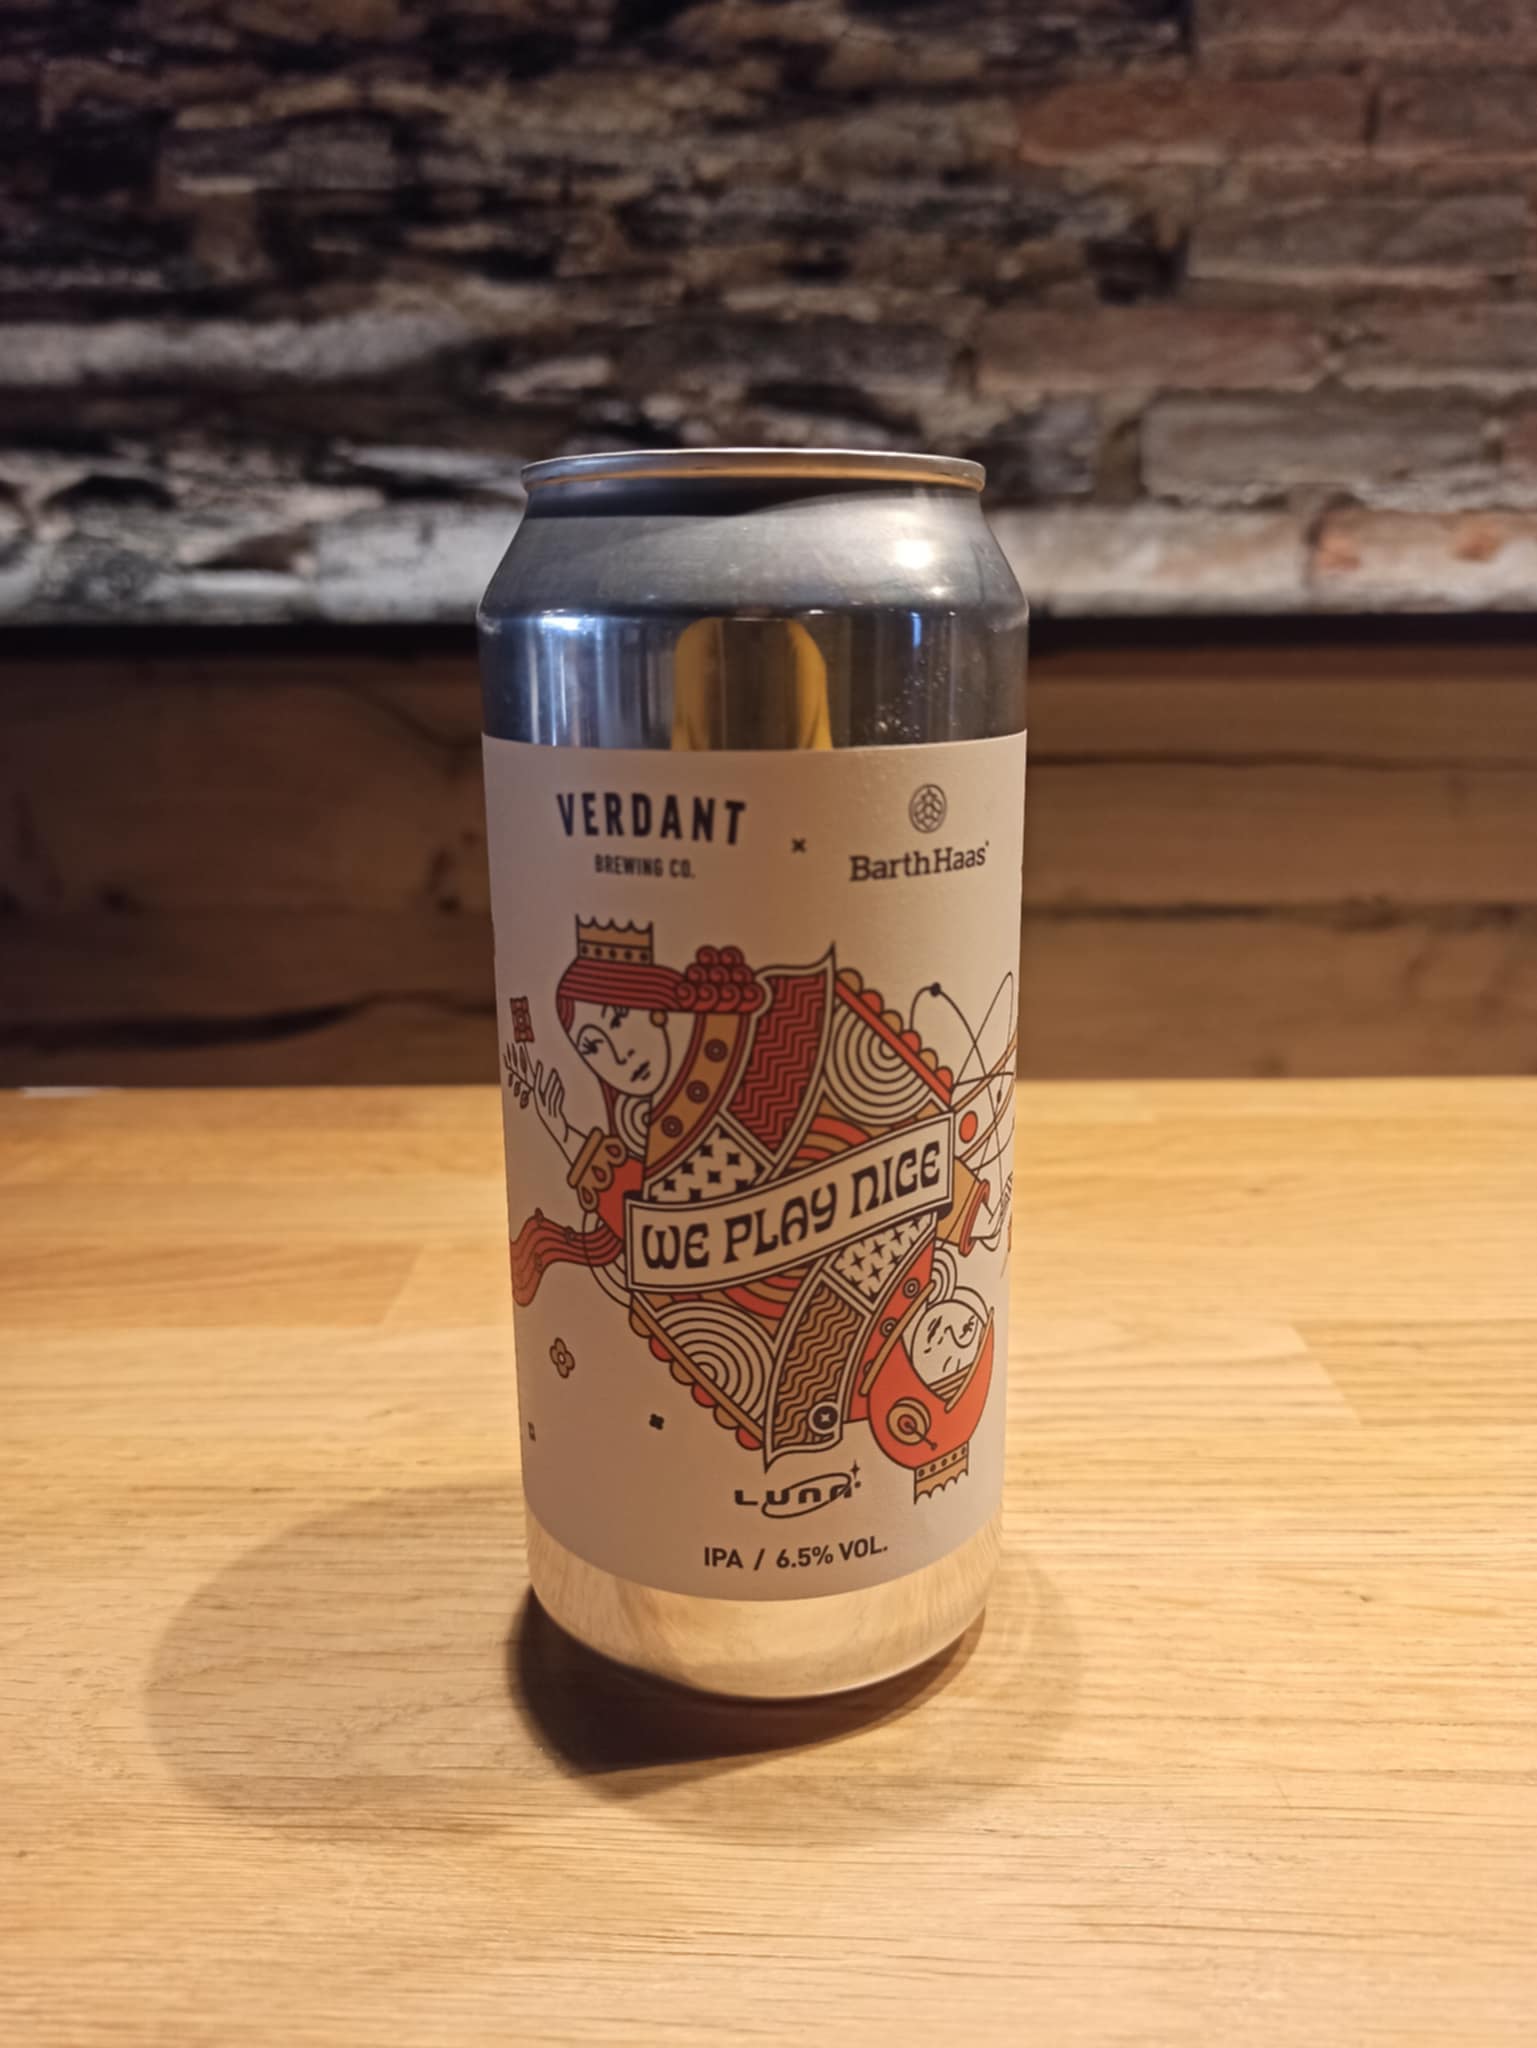 VERDANT
BREWING CO.
×
BarthHaas
WE PLAY NICE
LUNA
IPA / 6.5% VOL.